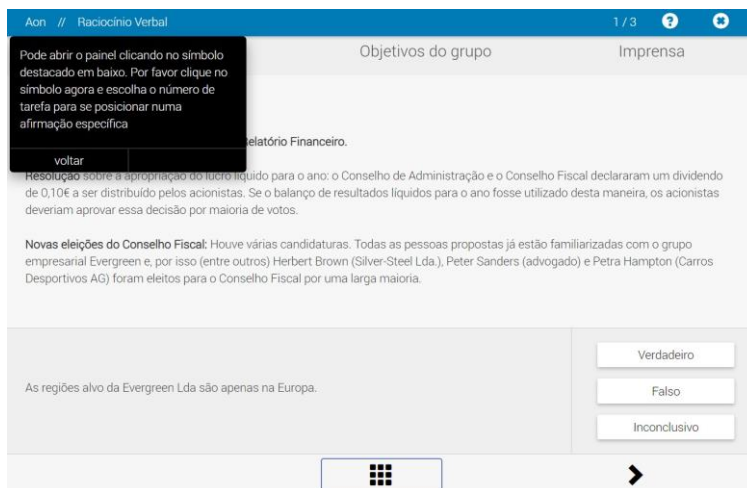 Aon // Raciocínio Verbal
1 / 3
?
Objetivos do grupo
Imprensa
Pode abrir o painel clicando no símbolo
destacado em baixo. Por favor clique no
símbolo agora e escolha o número de
tarefa para se posicionar numa
afirmação específica
voltar
Relatório Financeiro.
Resolução sobre a apropriação do lucro líquido para o ano: o Conselho de Administração e o Conselho Fiscal declararam um dividendo
de 0,10€ a ser distribuído pelos acionistas. Se o balanço de resultados líquidos para o ano fosse utilizado desta maneira, os acionistas
deveriam aprovar essa decisão por maioria de votos.
Novas eleições do Conselho Fiscal: Houve várias candidaturas. Todas as pessoas propostas já estão familiarizadas com o grupo
empresarial Evergreen e, por isso (entre outros) Herbert Brown (Silver-Steel Lda.), Peter Sanders (advogado) e Petra Hampton (Carros
Desportivos AG) foram eleitos para o Conselho Fiscal por uma larga maioria.
As regiões alvo da Evergreen Lda são apenas na Europa.
Verdadeiro
Falso
Inconclusivo